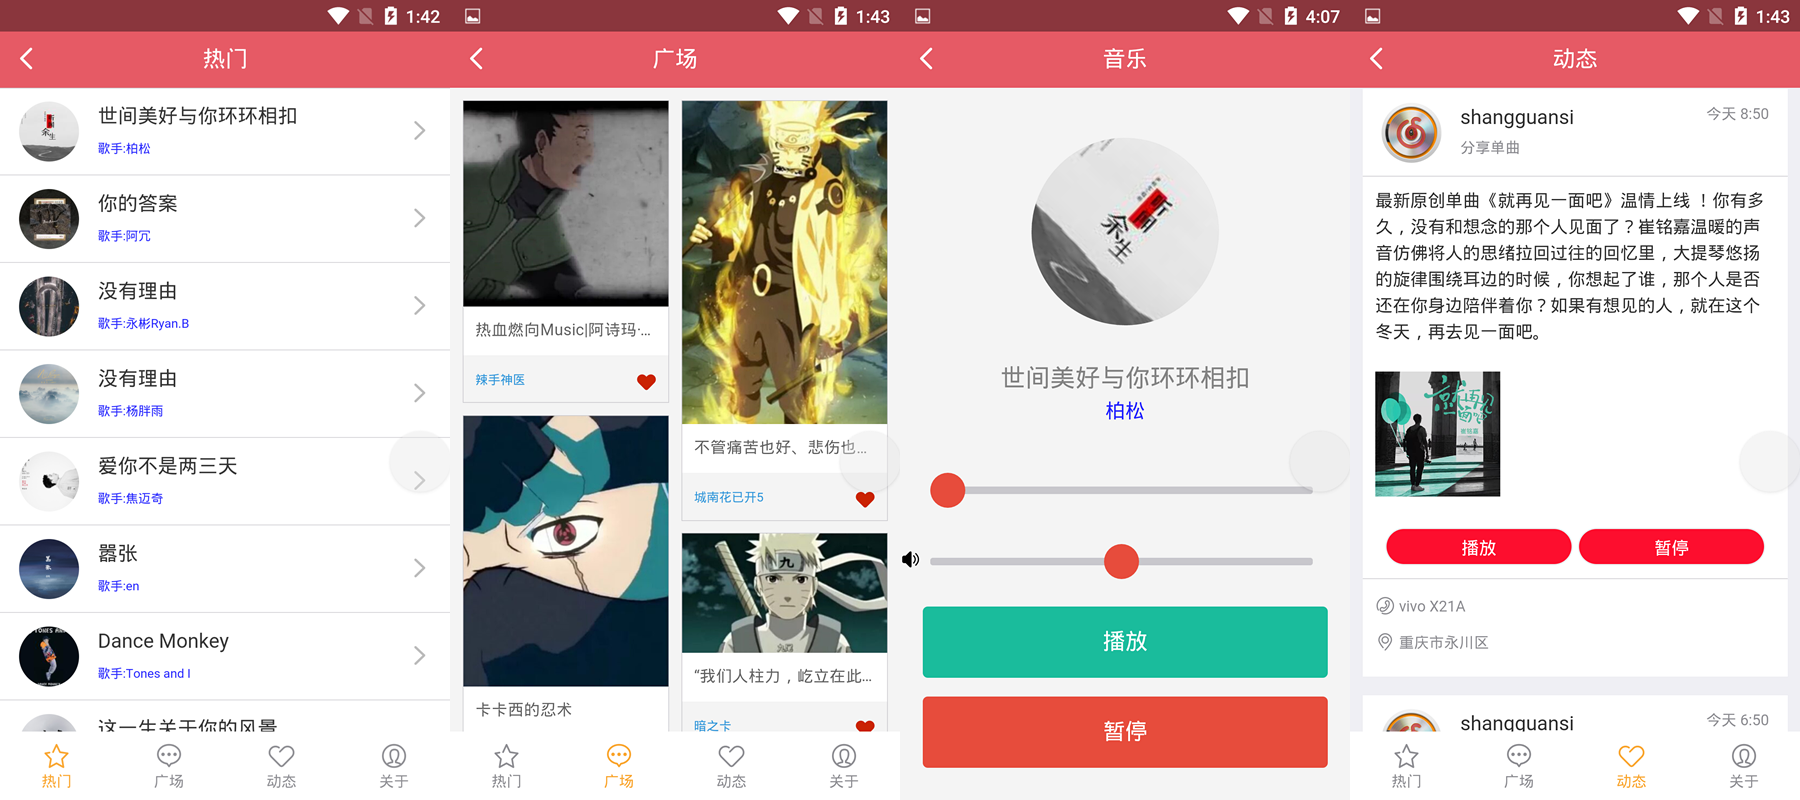 1:42
热门
世间美好与你环环相扣
歌手:柏松
你的答案
歌手:阿冗
没有理由
歌手:永彬Ryan.B
没有理由
歌手:杨胖雨
爱你不是两三天
歌手:焦迈奇
嚣张
歌手:en
Dance Monkey
歌手:Tones and I
这一生关于你的风景
热门
广场
动态
关于
1:43
广场
热血燃向Music|阿诗玛·...
辣手神医
卡卡西的忍术
不管痛苦也好、悲伤也...
城南花已开5
九
“我们人柱力，屹立在此...
暗之卡
热门
广场
动态
关于
4:07
音乐
余生
世间美好与你环环相扣
柏松
播放
暂停
1:43
动态
shangguansi
今天 8:50
分享单曲
最新原创单曲《就再见一面吧》温情上线 ！你有多
久，没有和想念的那个人见面了？崔铭嘉温暖的声
音仿佛将人的思绪拉回过往的回忆里，大提琴悠扬
的旋律围绕耳边的时候，你想起了谁，那个人是否
还在你身边陪伴着你？如果有想见的人，就在这个
冬天，再去见一面吧。
就再见
一面吧
崔铭嘉
播放
暂停
vivo X21A
重庆市永川区
shangguansi
今天 6:50
热门
广场
动态
关于